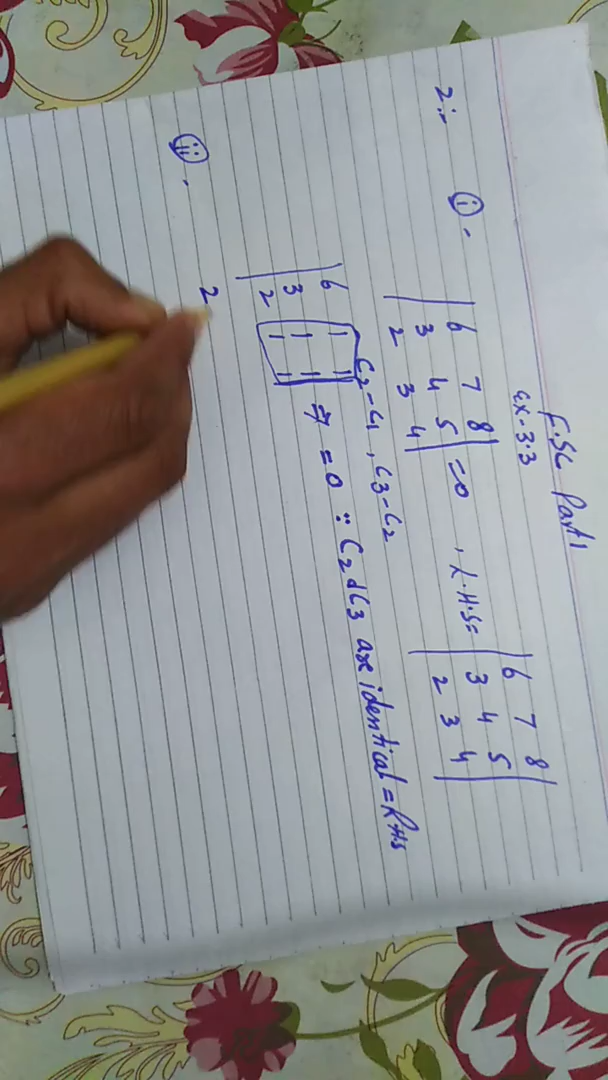 F.SC Part 1
Ex-3.3
2:- (i)- | 6 7 8 | = 0 , L.H.S = | 6 7 8 |
| 3 4 5 | | 3 4 5 |
| 2 3 4 | | 2 3 4 |
C2-C1, C3-C2
| 6 1 1
| 3 1 1 ⇒ = 0 ∵ C2 & C3 are identical = R.H.S
| 2 1 1
(ii)-
2